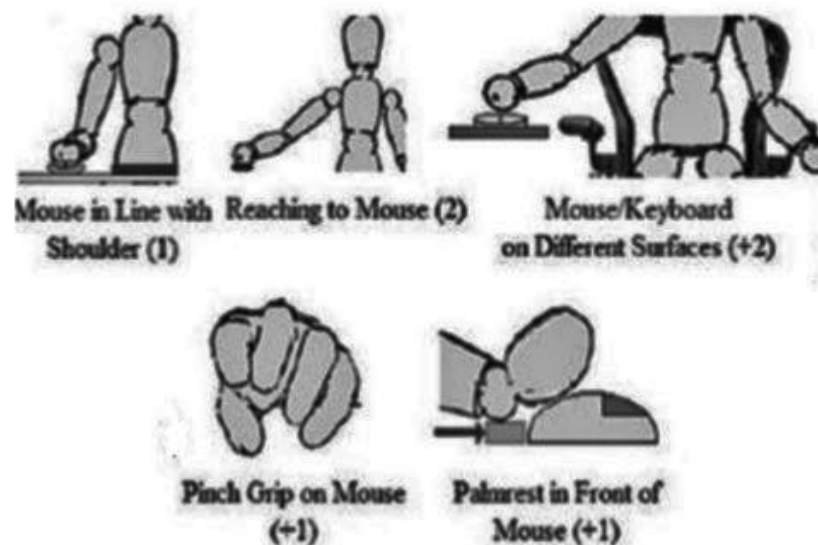 Mouse in Line with
Shoulder (1)
Reaching to Mouse (2)
Mouse/Keyboard
on Different Surfaces (+2)
Pinch Grip on Mouse
(+1)
Palmrest in Front of
Mouse (+1)